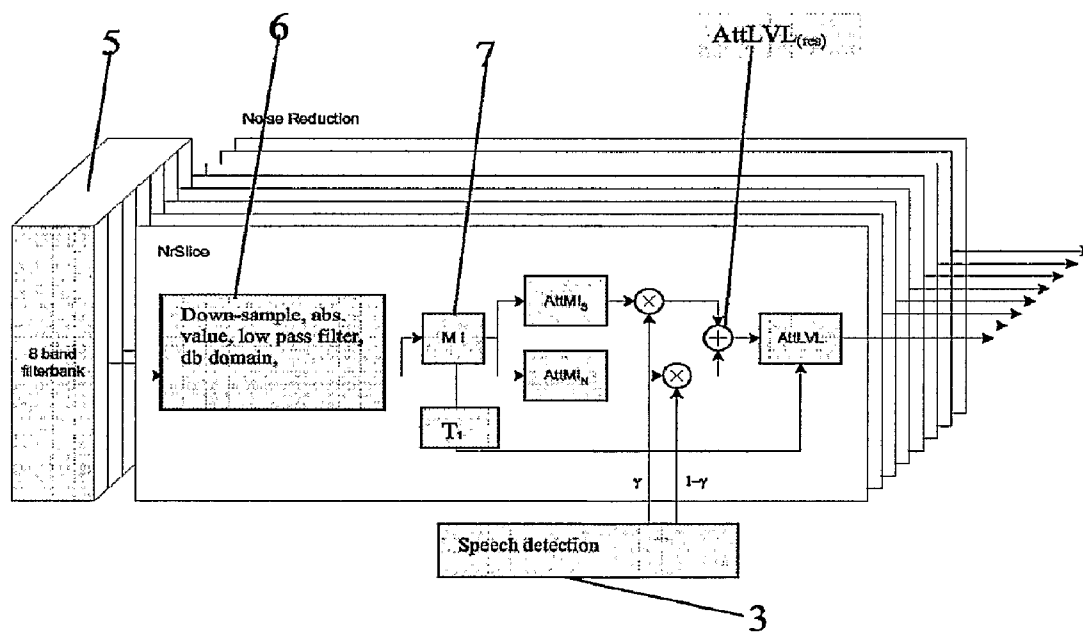 5
6
7
AttLVL(res)
Noise Reduction
NrSlice
Down-sample, abs.
value, low pass filter,
db domain,
8 band
filterbank
MI
AttMI_S
AttMI_N
AttLVL
T₁
γ
1-γ
Speech detection
3